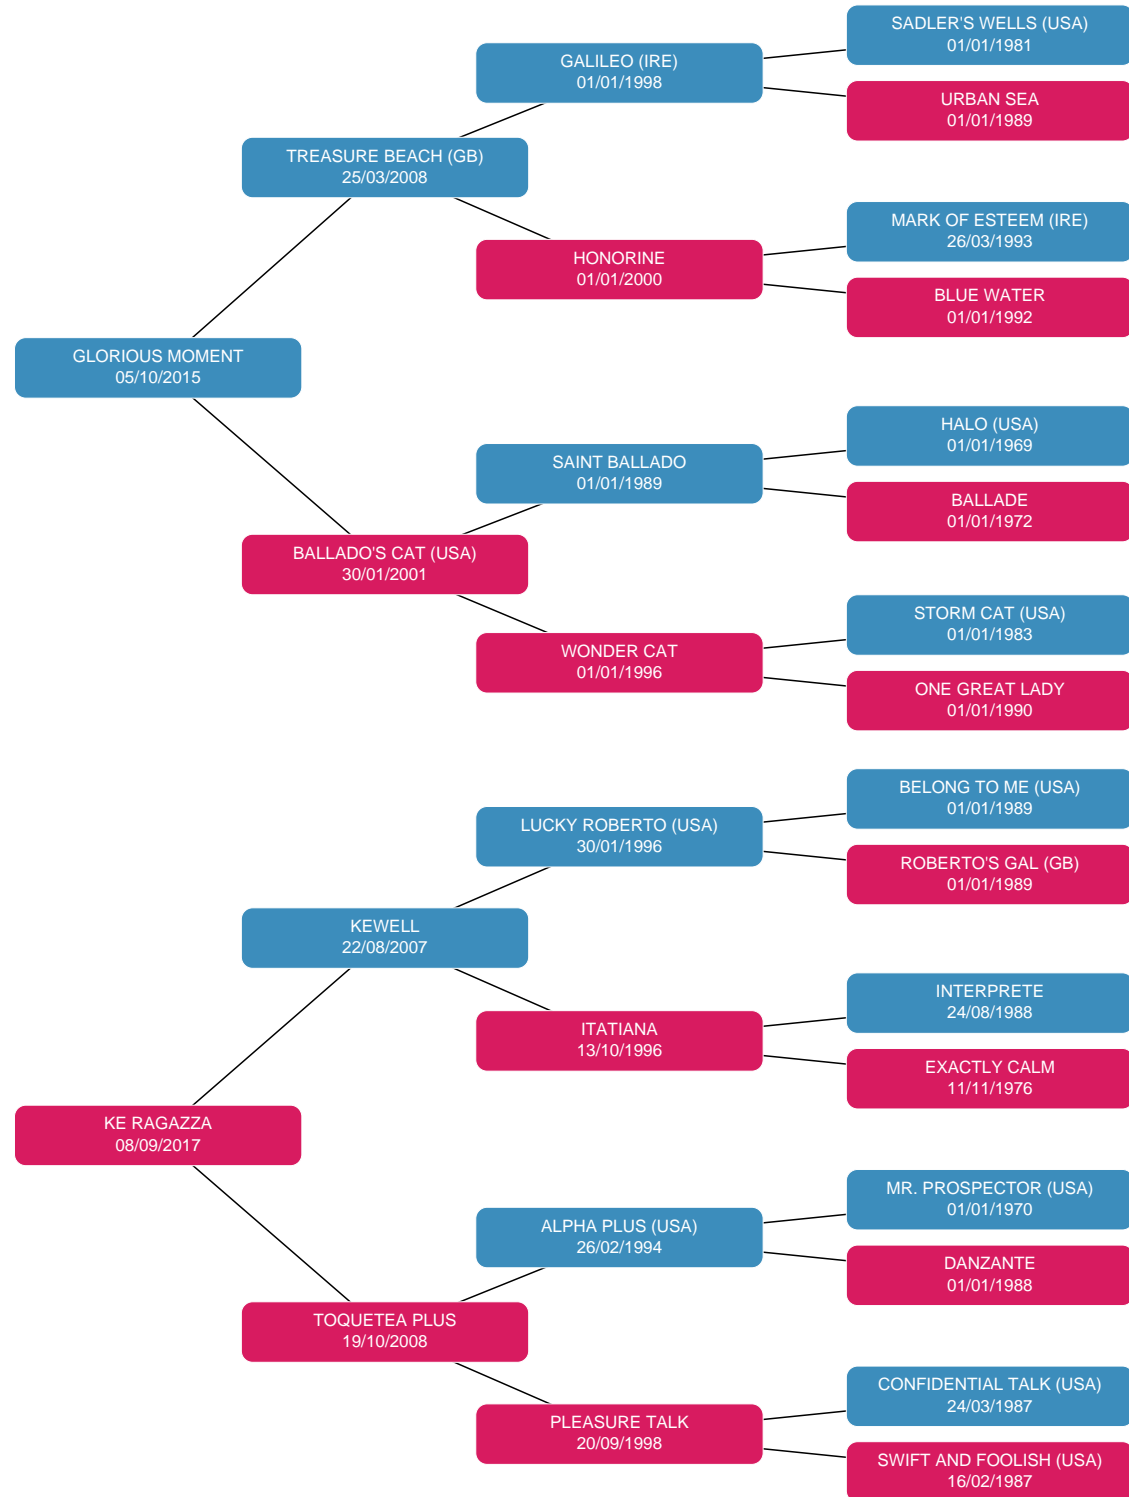 SADLER'S WELLS (USA)
01/01/1981
GALILEO (IRE)
01/01/1998
URBAN SEA
01/01/1989
TREASURE BEACH (GB)
25/03/2008
MARK OF ESTEEM (IRE)
26/03/1993
HONORINE
01/01/2000
BLUE WATER
01/01/1992
GLORIOUS MOMENT
05/10/2015
HALO (USA)
01/01/1969
SAINT BALLADO
01/01/1989
BALLADE
01/01/1972
BALLADO'S CAT (USA)
30/01/2001
STORM CAT (USA)
01/01/1983
WONDER CAT
01/01/1996
ONE GREAT LADY
01/01/1990
BELONG TO ME (USA)
01/01/1989
LUCKY ROBERTO (USA)
30/01/1996
ROBERTO'S GAL (GB)
01/01/1989
KEWELL
22/08/2007
INTERPRETE
24/08/1988
ITATIANA
13/10/1996
EXACTLY CALM
11/11/1976
KE RAGAZZA
08/09/2017
MR. PROSPECTOR (USA)
01/01/1970
ALPHA PLUS (USA)
26/02/1994
DANZANTE
01/01/1988
TOQUETEA PLUS
19/10/2008
CONFIDENTIAL TALK (USA)
24/03/1987
PLEASURE TALK
20/09/1998
SWIFT AND FOOLISH (USA)
16/02/1987